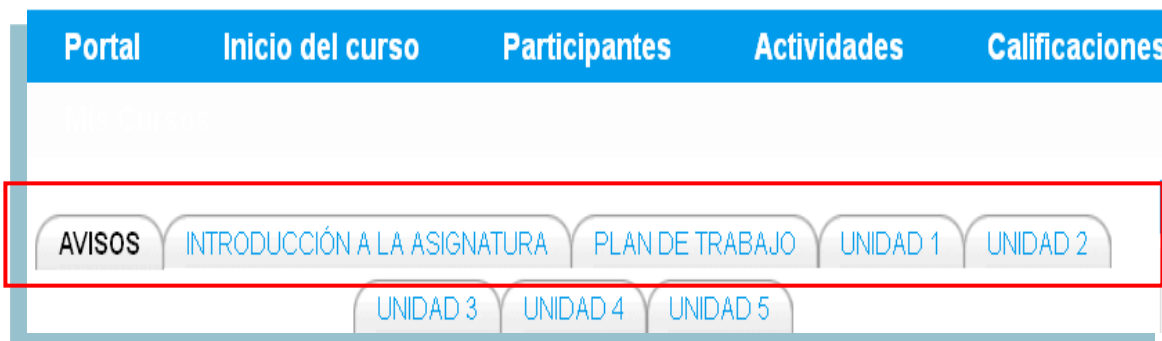 Portal Inicio del curso Participantes Actividades Calificaciones
AVISOS INTRODUCCIÓN A LA ASIGNATURA PLAN DE TRABAJO UNIDAD 1 UNIDAD 2
UNIDAD 3 UNIDAD 4 UNIDAD 5